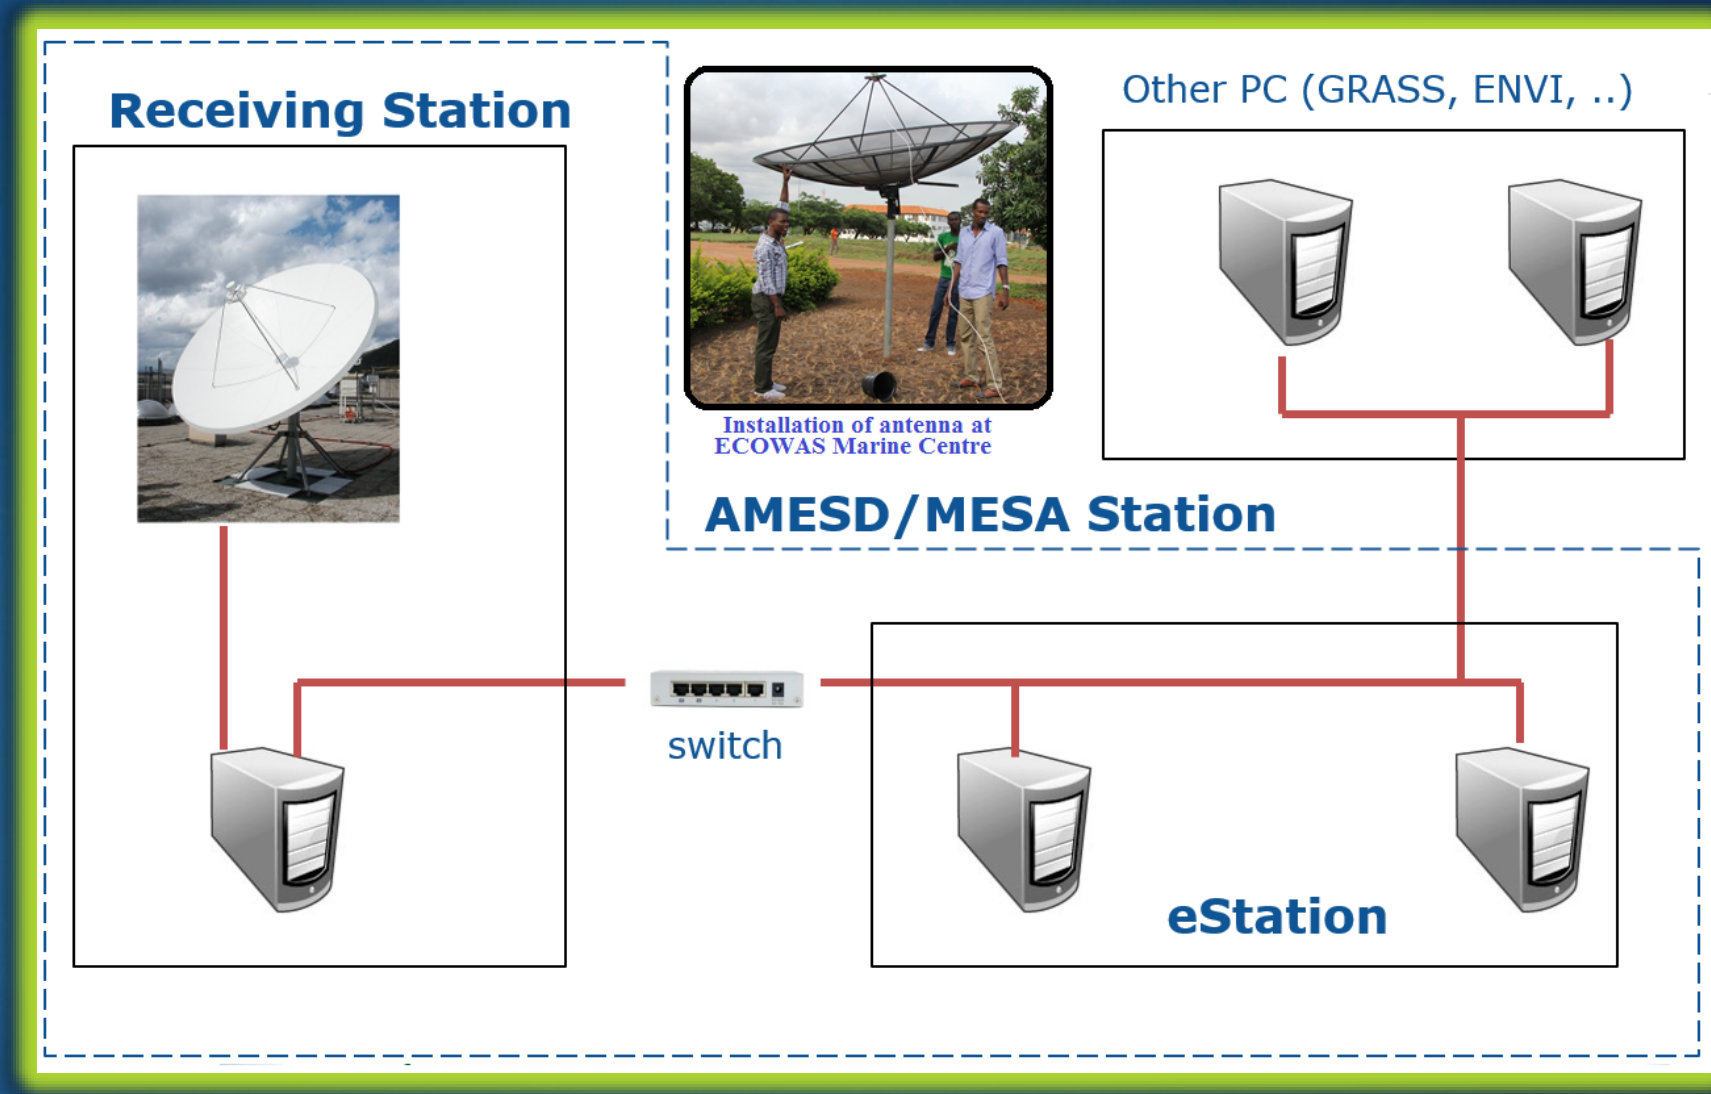 Receiving Station
Other PC (GRASS, ENVI, ..)
Installation of antenna at
ECOWAS Marine Centre
AMESD/MESA Station
switch
eStation